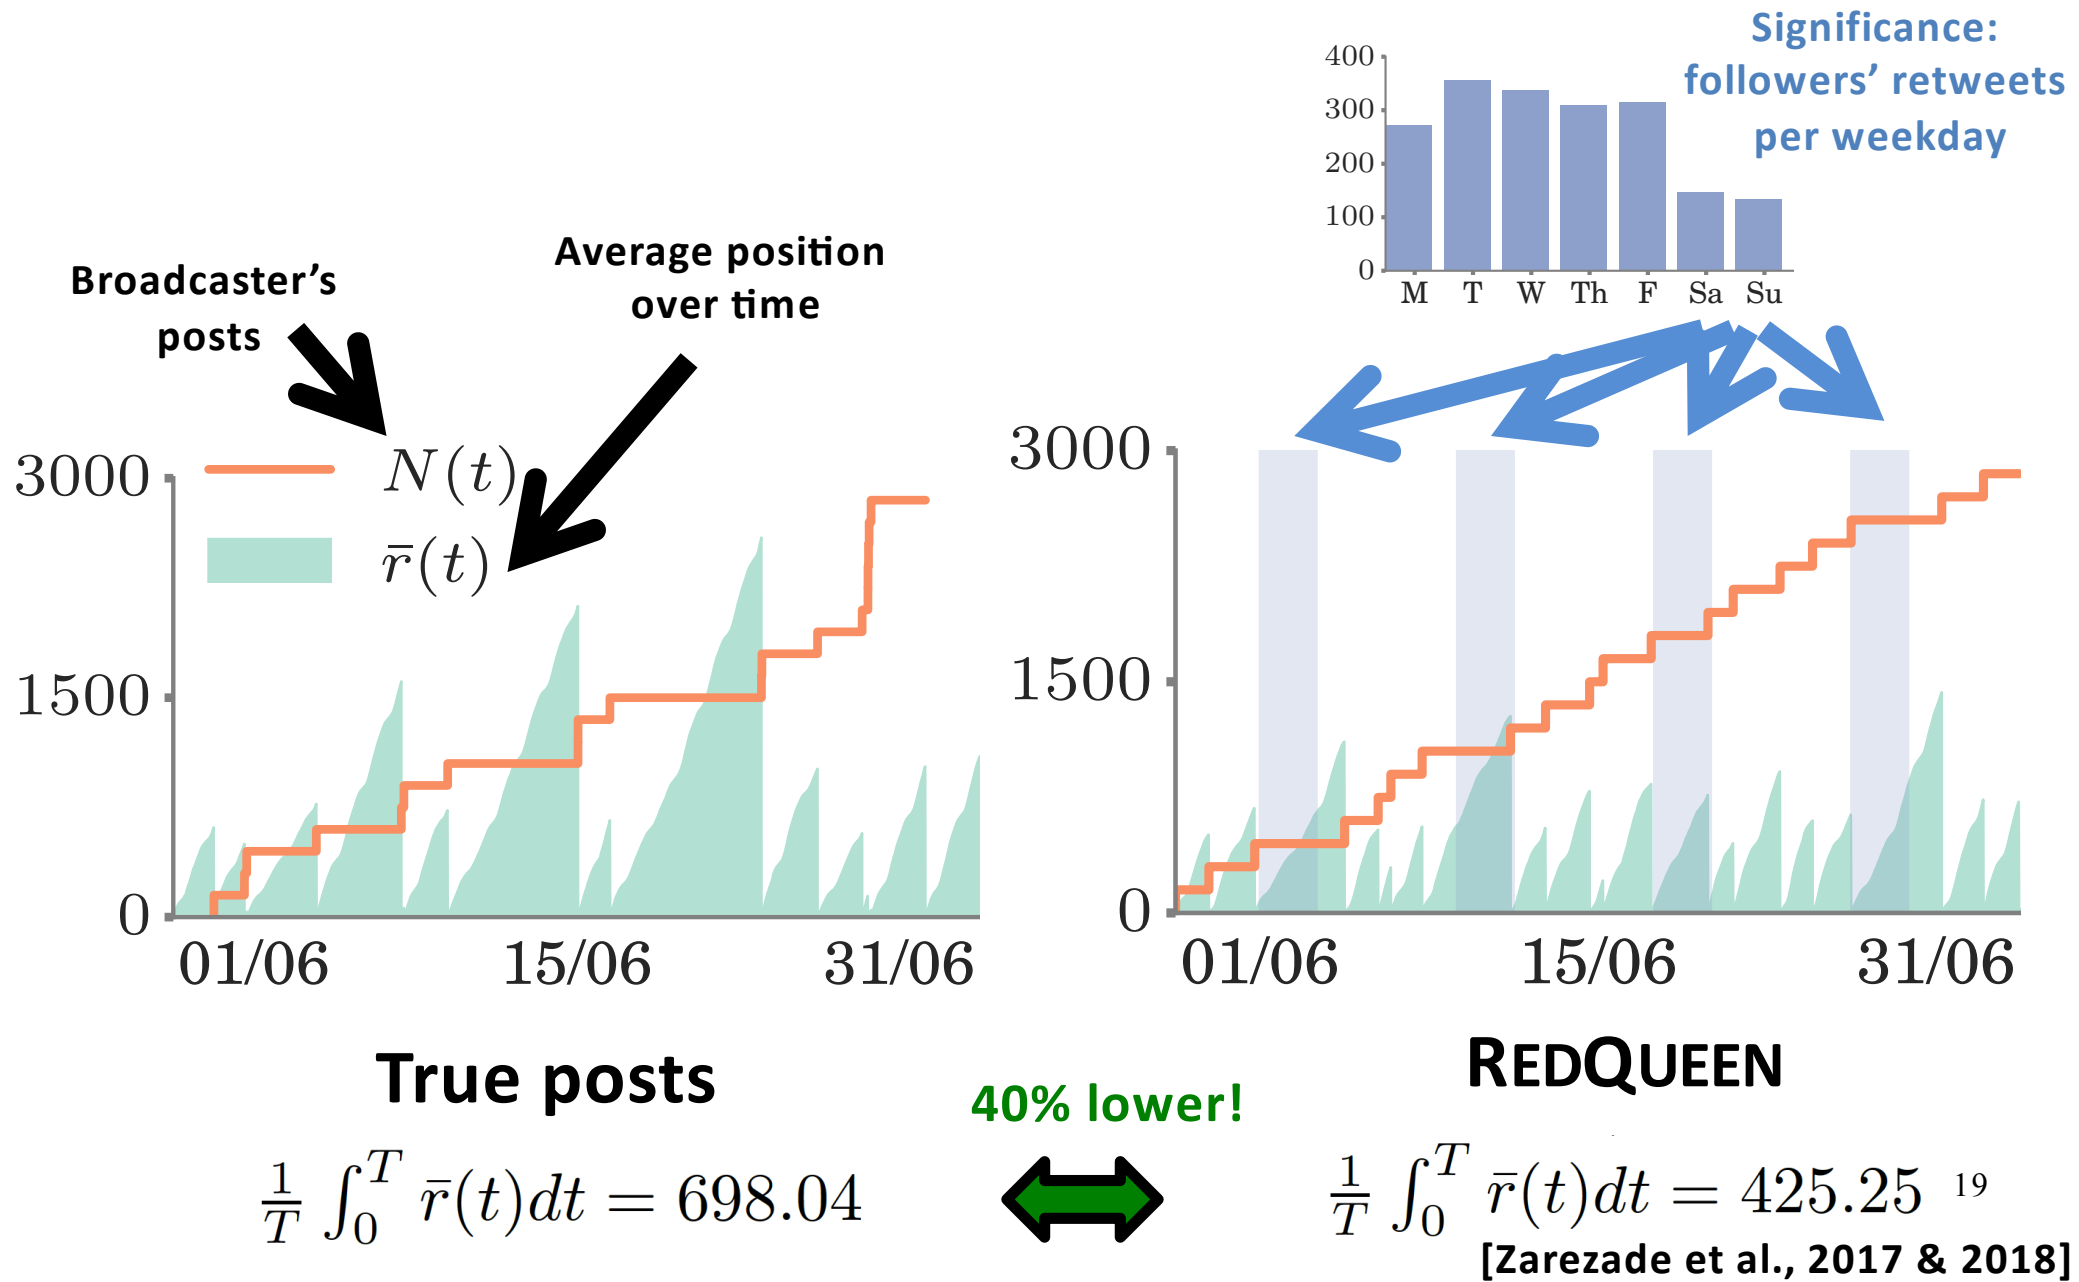 Significance:
followers’ retweets
per weekday
400
300
200
100
0
M T W Th F Sa Su
Broadcaster’s
posts
Average position
over time
N(t)
r̄(t)
3000
1500
0
01/06 15/06 31/06
3000
1500
0
01/06 15/06 31/06
True posts
REDQUEEN
40% lower!
1/T ∫₀ᵀ r̄(t)dt = 698.04
1/T ∫₀ᵀ r̄(t)dt = 425.25
19
[Zarezade et al., 2017 & 2018]